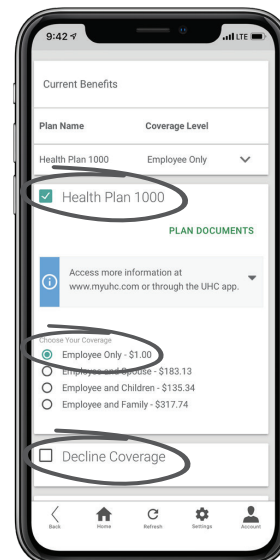 9:42
LTE
Current Benefits
Plan Name Coverage Level
Health Plan 1000 Employee Only
Health Plan 1000
PLAN DOCUMENTS
Access more information at
www.myuhc.com or through the UHC app.
Choose Your Coverage
Employee Only - $1.00
Employee and Spouse - $183.13
Employee and Children - $135.34
Employee and Family - $317.74
Decline Coverage
Back Home Refresh Settings Account